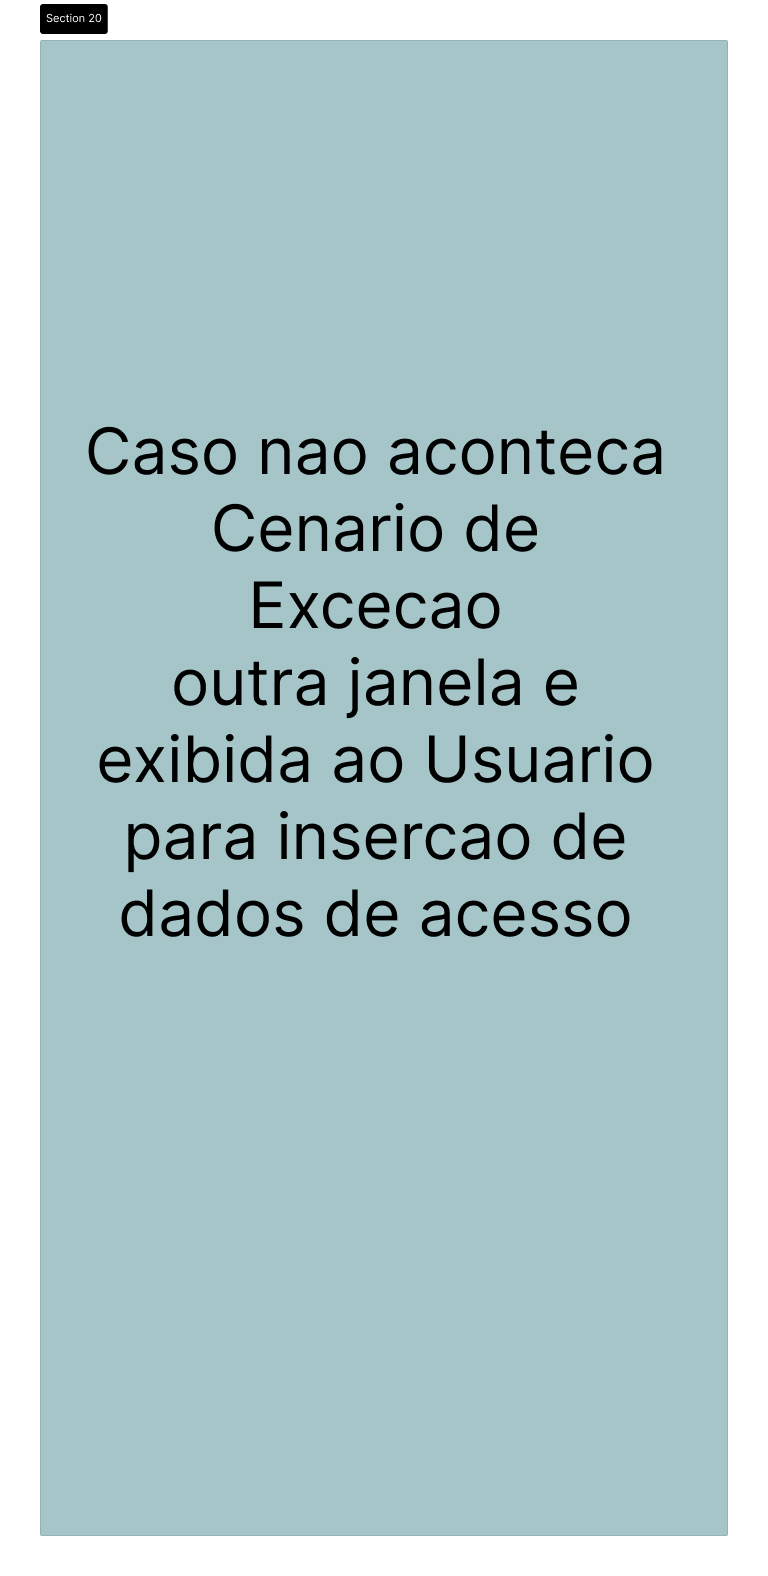 Section 20
Caso nao aconteca
Cenario de
Excecao
outra janela e
exibida ao Usuario
para insercao de
dados de acesso